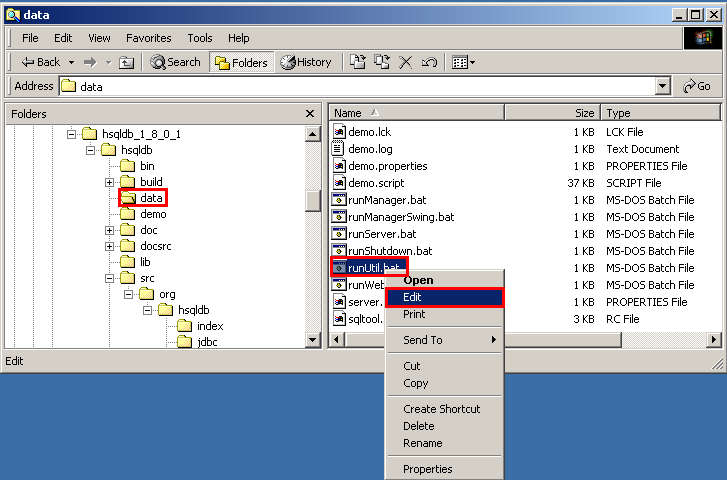 data
File Edit View Favorites Tools Help
Back Search Folders History
Address data Go
Folders
hsqldb_1_8_0_1
hsqldb
bin
build
data
demo
doc
docsrc
lib
src
org
hsqldb
index
jdbc
Name Size Type
demo.lck 1 KB LCK File
demo.log 1 KB Text Document
demo.properties 1 KB PROPERTIES File
demo.script 37 KB SCRIPT File
runManager.bat 1 KB MS-DOS Batch File
runManagerSwing.bat 1 KB MS-DOS Batch File
runServer.bat 1 KB MS-DOS Batch File
runShutdown.bat 1 KB MS-DOS Batch File
runUtil.bat 1 KB MS-DOS Batch File
runWeb 1 KB MS-DOS Batch File
server. 1 KB PROPERTIES File
sqltool. 3 KB RC File
Open
Edit
Print
Send To
Cut
Copy
Create Shortcut
Delete
Rename
Properties
Edit